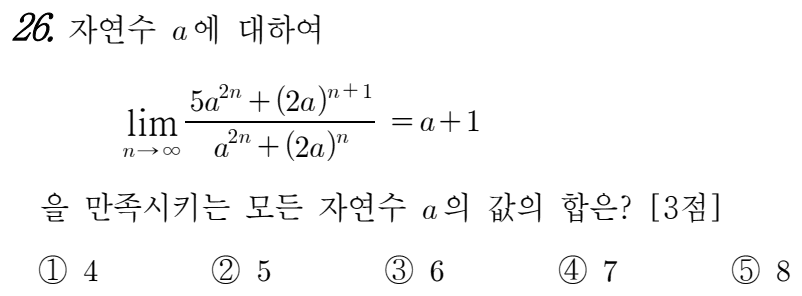 26. 자연수 a에 대하여
lim_{n→∞} \frac{5a^{2n}+(2a)^{n+1}}{a^{2n}+(2a)^n} = a+1
을 만족시키는 모든 자연수 a의 값의 합은? [3점]
① 4 ② 5 ③ 6 ④ 7 ⑤ 8